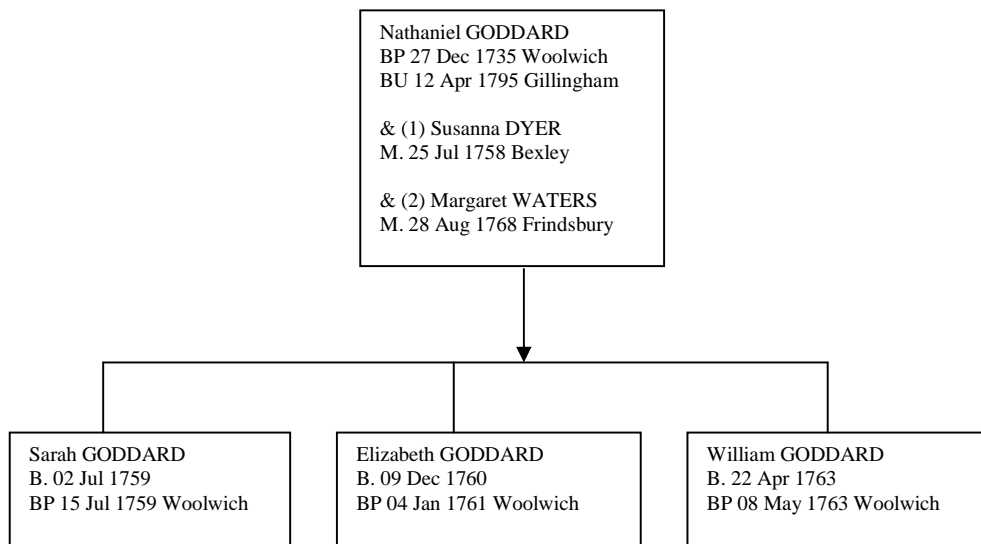 Nathaniel GODDARD
BP 27 Dec 1735 Woolwich
BU 12 Apr 1795 Gillingham
& (1) Susanna DYER
M. 25 Jul 1758 Bexley
& (2) Margaret WATERS
M. 28 Aug 1768 Frindsbury
Sarah GODDARD
B. 02 Jul 1759
BP 15 Jul 1759 Woolwich
Elizabeth GODDARD
B. 09 Dec 1760
BP 04 Jan 1761 Woolwich
William GODDARD
B. 22 Apr 1763
BP 08 May 1763 Woolwich